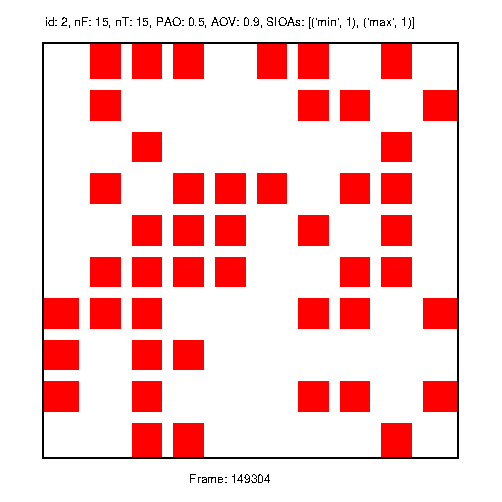 id: 2, nF: 15, nT: 15, PAO: 0.5, AOV: 0.9, SIOAs: [('min', 1), ('max', 1)]
Frame: 149304